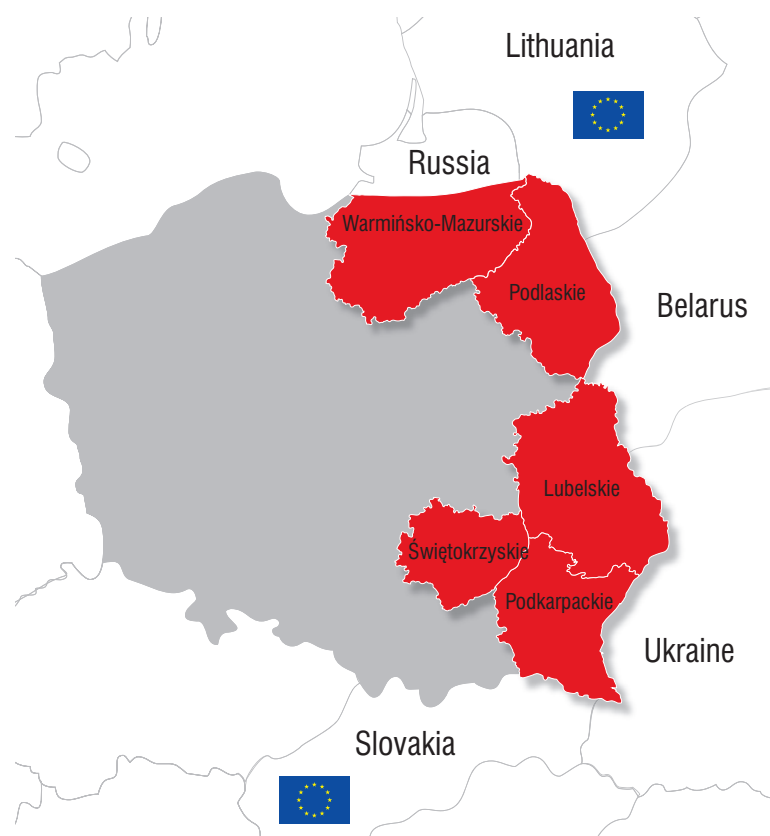 Lithuania
Russia
Warmińsko-Mazurskie
Podlaskie
Belarus
Lubelskie
Świętokrzyskie
Podkarpackie
Ukraine
Slovakia